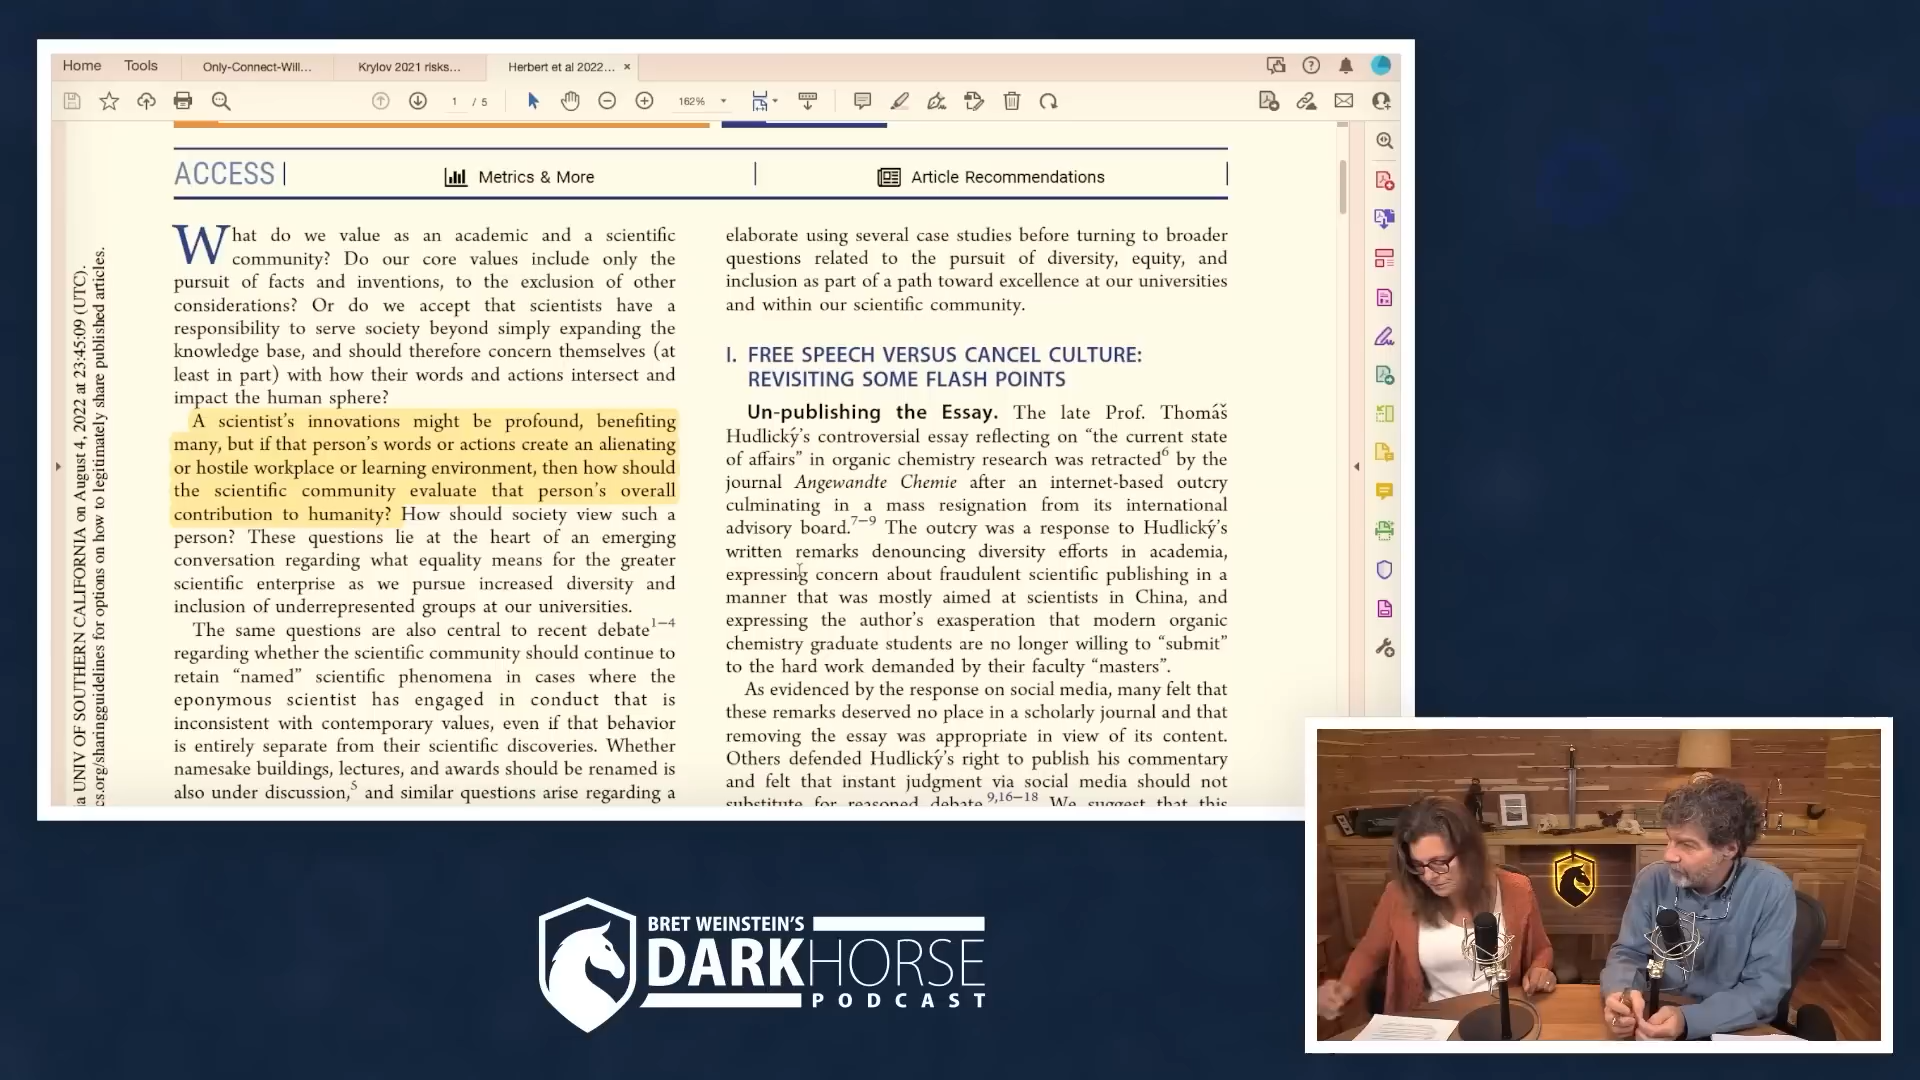 Home Tools Only-Connect-Will... Krylov 2021 risks... Herbert et al 2022... ×
1 / 5 162%
ACCESS Metrics & More Article Recommendations
What do we value as an academic and a scientific
community? Do our core values include only the
pursuit of facts and inventions, to the exclusion of other
considerations? Or do we accept that scientists have a
responsibility to serve society beyond simply expanding the
knowledge base, and should therefore concern themselves (at
least in part) with how their words and actions intersect and
impact the human sphere?
A scientist's innovations might be profound, benefiting
many, but if that person's words or actions create an alienating
or hostile workplace or learning environment, then how should
the scientific community evaluate that person's overall
contribution to humanity? How should society view such a
person? These questions lie at the heart of an emerging
conversation regarding what equality means for the greater
scientific enterprise as we pursue increased diversity and
inclusion of underrepresented groups at our universities.
The same questions are also central to recent debate1−4
regarding whether the scientific community should continue to
retain "named" scientific phenomena in cases where the
eponymous scientist has engaged in conduct that is
inconsistent with contemporary values, even if that behavior
is entirely separate from their scientific discoveries. Whether
namesake buildings, lectures, and awards should be renamed is
also under discussion,5 and similar questions arise regarding a
elaborate using several case studies before turning to broader
questions related to the pursuit of diversity, equity, and
inclusion as part of a path toward excellence at our universities
and within our scientific community.
I. FREE SPEECH VERSUS CANCEL CULTURE:
REVISITING SOME FLASH POINTS
Un-publishing the Essay. The late Prof. Thomáš
Hudlický's controversial essay reflecting on "the current state
of affairs" in organic chemistry research was retracted6 by the
journal Angewandte Chemie after an internet-based outcry
culminating in a mass resignation from its international
advisory board.7−9 The outcry was a response to Hudlický's
written remarks denouncing diversity efforts in academia,
expressing concern about fraudulent scientific publishing in a
manner that was mostly aimed at scientists in China, and
expressing the author's exasperation that modern organic
chemistry graduate students are no longer willing to "submit"
to the hard work demanded by their faculty "masters".
As evidenced by the response on social media, many felt that
these remarks deserved no place in a scholarly journal and that
removing the essay was appropriate in view of its content.
Others defended Hudlický's right to publish his commentary
and felt that instant judgment via social media should not
substitute for reasoned debate.9,16−18 We suggest that this
a UNIV OF SOUTHERN CALIFORNIA on August 4, 2022 at 23:45:09 (UTC).
cs.org/sharingguidelines for options on how to legitimately share published articles.
BRET WEINSTEIN'S
DARKHORSE
PODCAST